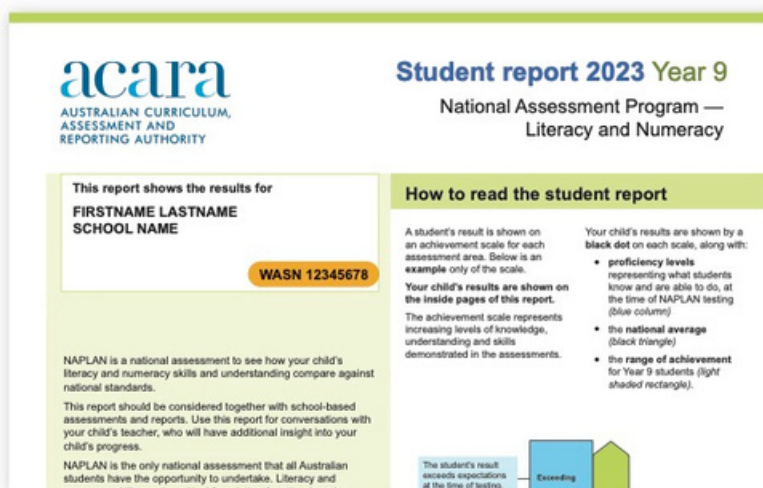 acara
AUSTRALIAN CURRICULUM,
ASSESSMENT AND
REPORTING AUTHORITY
Student report 2023 Year 9
National Assessment Program —
Literacy and Numeracy
This report shows the results for
FIRSTNAME LASTNAME
SCHOOL NAME
WASN 12345678
NAPLAN is a national assessment to see how your child's
literacy and numeracy skills and understanding compare against
national standards.
This report should be considered together with school-based
assessments and reports. Use this report for conversations with
your child's teacher, who will have additional insight into your
child's progress.
NAPLAN is the only national assessment that all Australian
students have the opportunity to undertake. Literacy and
How to read the student report
A student's result is shown on
an achievement scale for each
assessment area. Below is an
example only of the scale.
Your child's results are shown on
the inside pages of this report.
The achievement scale represents
increasing levels of knowledge,
understanding and skills
demonstrated in the assessments.
Your child's results are shown by a
black dot on each scale, along with:
• proficiency levels
representing what students
know and are able to do, at
the time of NAPLAN testing
(blue column)
• the national average
(black triangle)
• the range of achievement
for Year 9 students (light
shaded rectangle).
The student's result
exceeds expectations
at the time of testing.
Exceeding